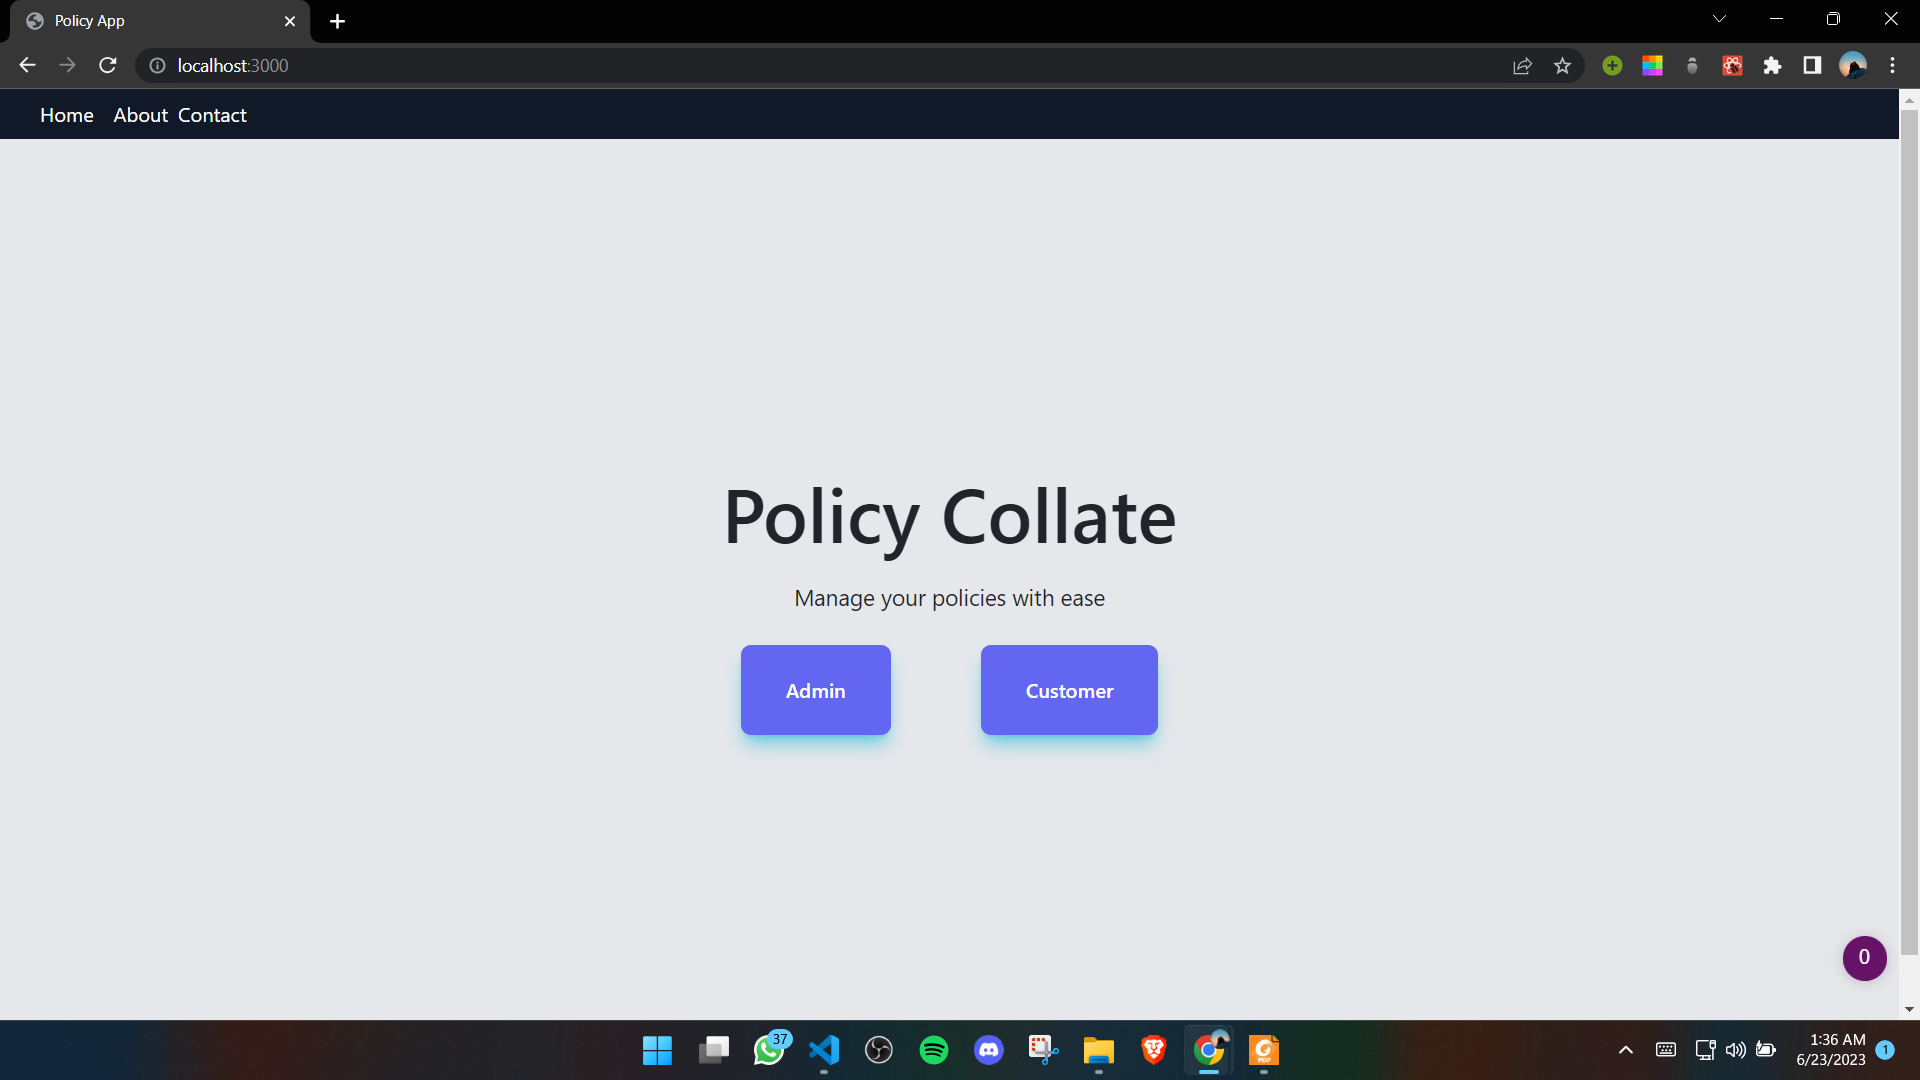 Policy App
localhost:3000
Home About Contact
Policy Collate
Manage your policies with ease
Admin Customer
0
37
PDF
1:36 AM
6/23/2023
1